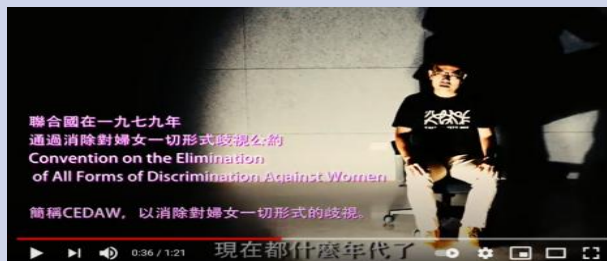 聯合國在一九七九年
通過消除對婦女一切形式歧視公約
Convention on the Elimination
of All Forms of Discrimination Against Women
簡稱CEDAW，以消除對婦女一切形式的歧視。
現在都什麼年代了
0:36 / 1:21